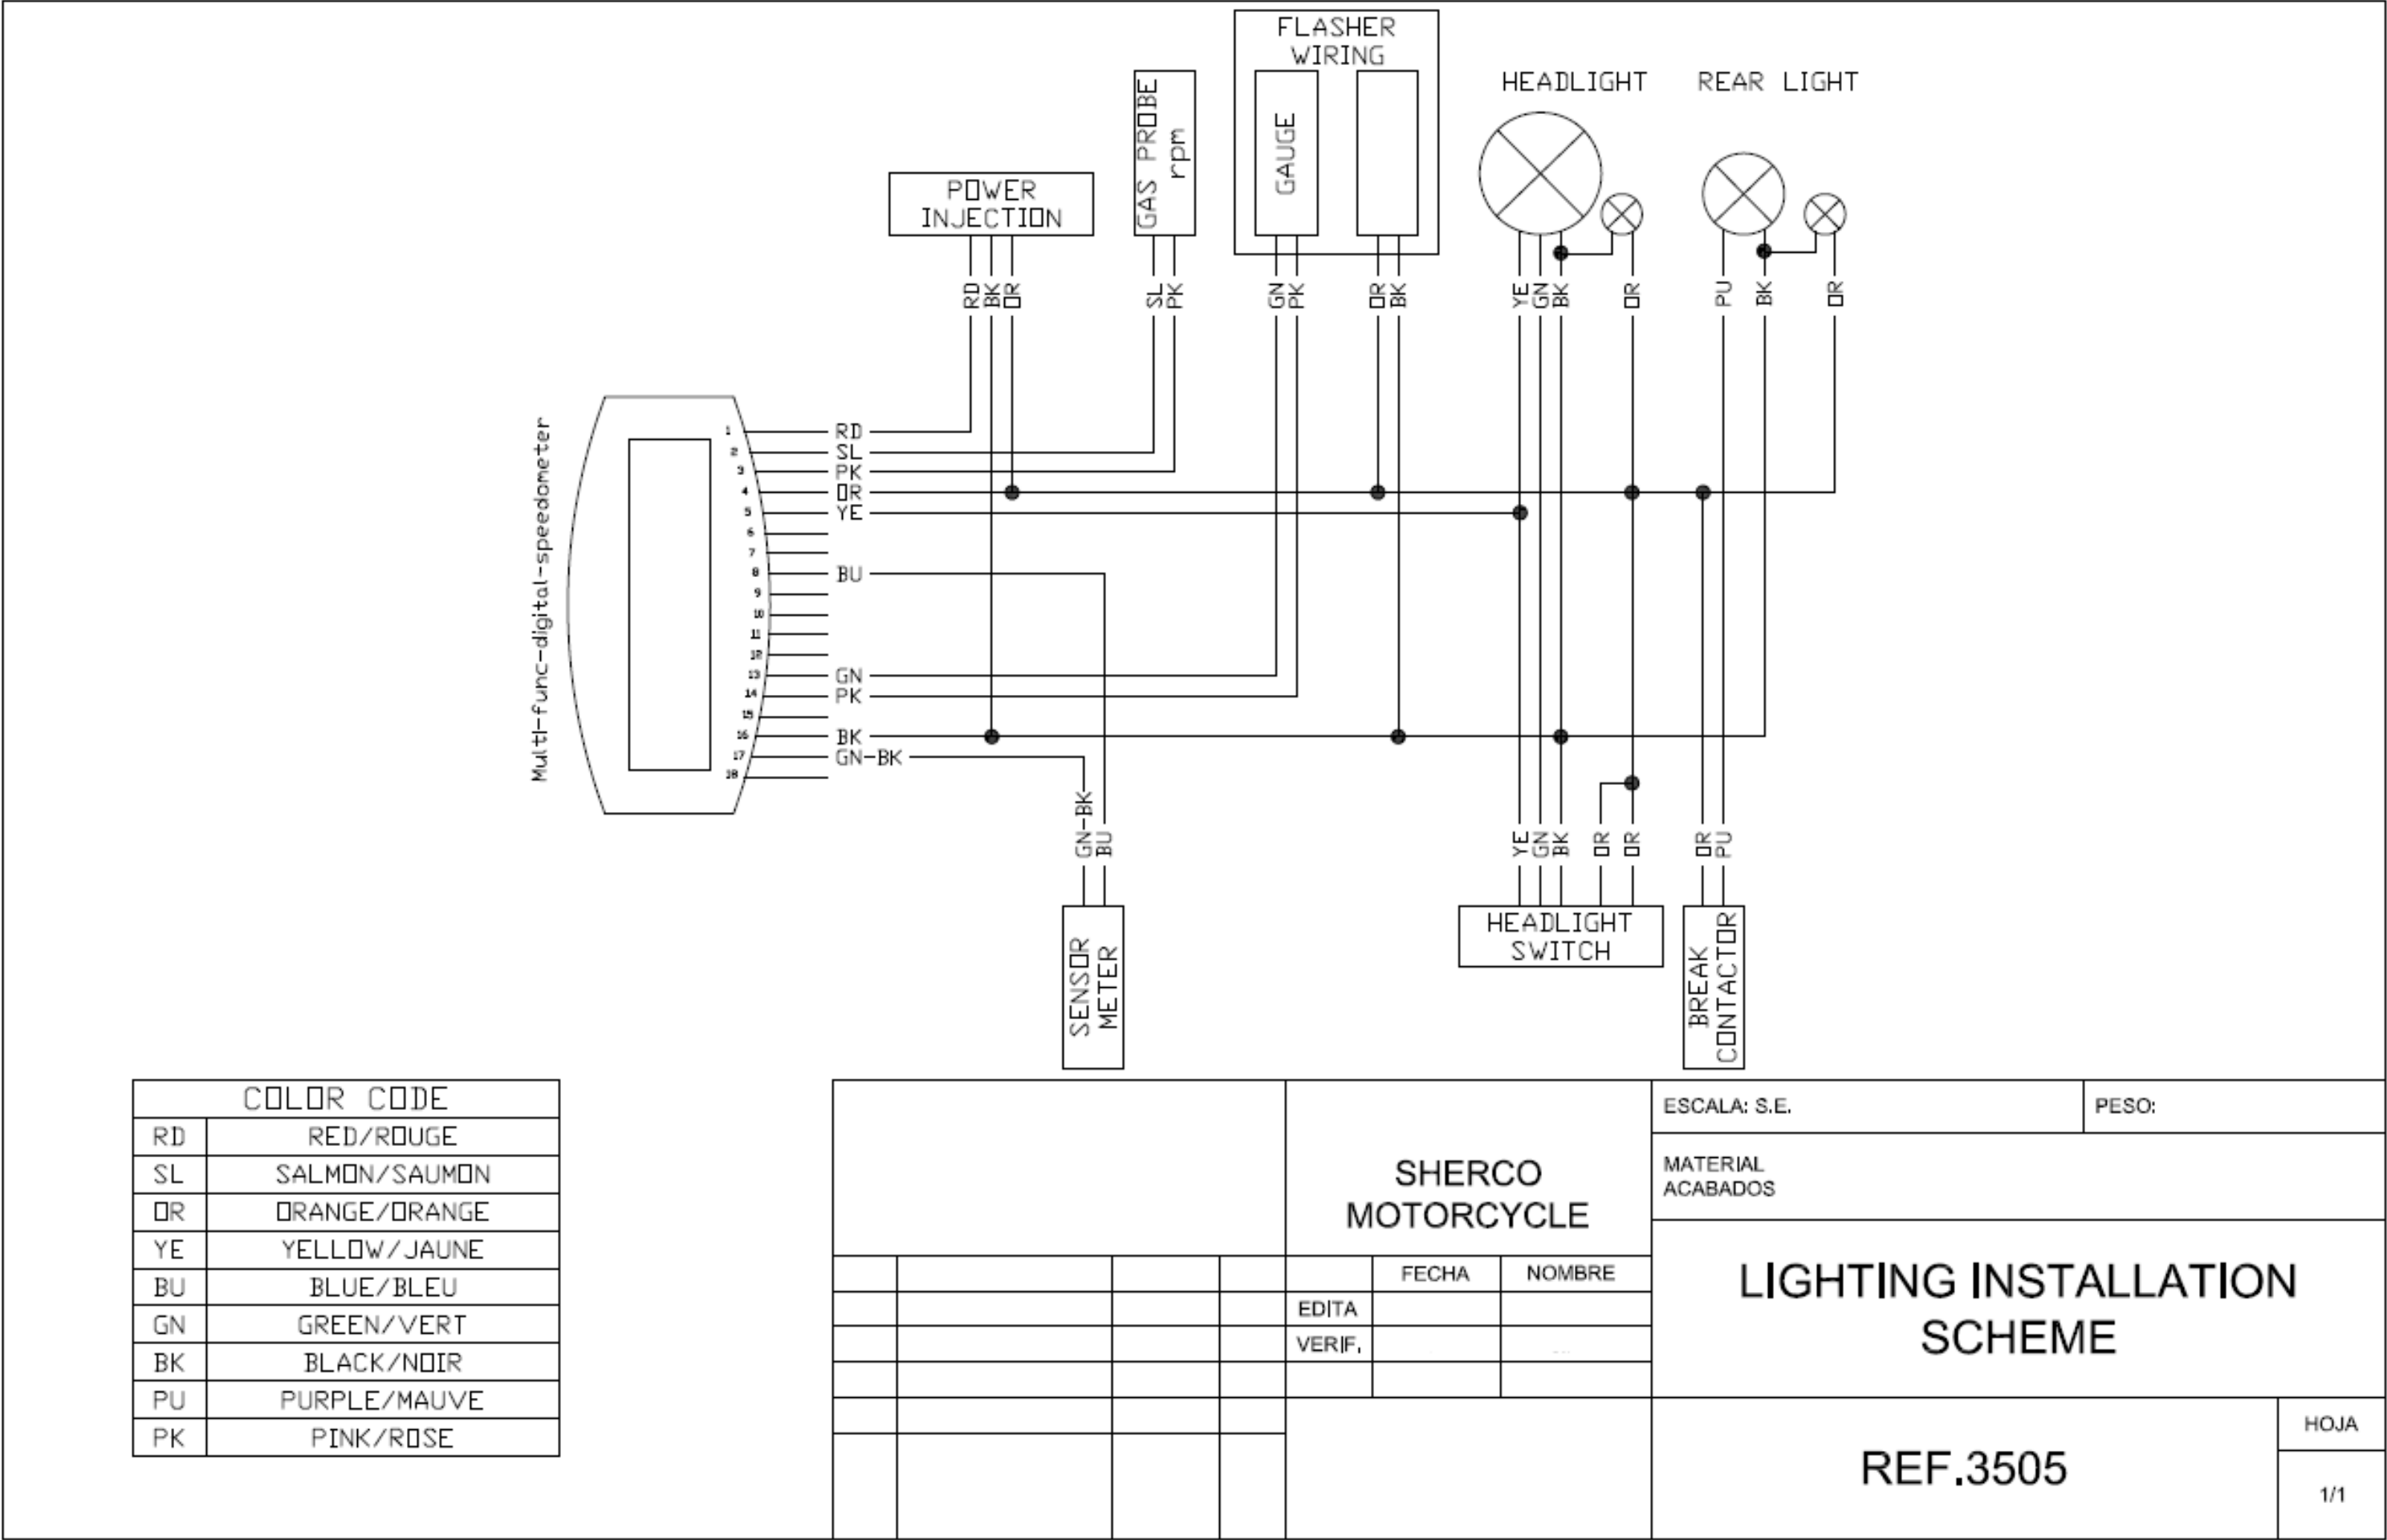 FLASHER
WIRING
HEADLIGHT
REAR LIGHT
GAS PROBE
rpm
GAUGE
POWER
INJECTION
RD
BK
OR
SL
PK
GN
PK
OR
BK
YE
GN
BK
OR
PU
BK
OR
Multi-func-digital-speedometer
1 RD
2 SL
3 PK
4 OR
5 YE
6
7
8 BU
9
10
11
12
13 GN
14 PK
15
16 BK
17 GN-BK
18
GN-BK
BU
YE
GN
BK
OR
OR
OR
PU
SENSOR
METER
HEADLIGHT
SWITCH
BREAK
CONTACTOR
COLOR CODE
RD RED/ROUGE
SL SALMON/SAUMON
OR ORANGE/ORANGE
YE YELLOW/JAUNE
BU BLUE/BLEU
GN GREEN/VERT
BK BLACK/NOIR
PU PURPLE/MAUVE
PK PINK/ROSE
SHERCO
MOTORCYCLE
FECHA NOMBRE
EDITA
VERIF.
ESCALA: S.E. PESO:
MATERIAL
ACABADOS
LIGHTING INSTALLATION
SCHEME
REF.3505
HOJA
1/1